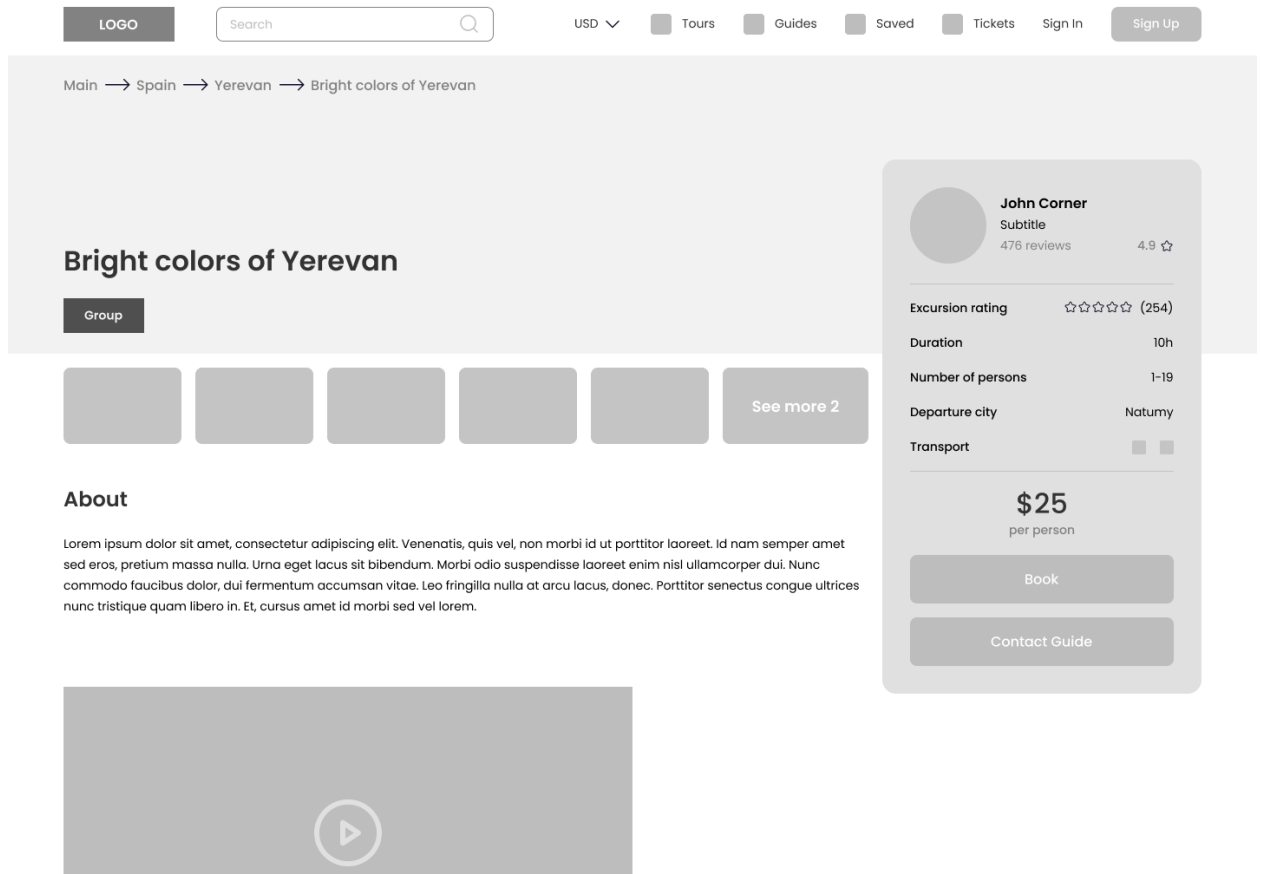 LOGO
Search
USD
Tours
Guides
Saved
Tickets
Sign In
Sign Up
Main
Spain
Yerevan
Bright colors of Yerevan
Bright colors of Yerevan
Group
See more 2
About
Lorem ipsum dolor sit amet, consectetur adipiscing elit. Venenatis, quis vel, non morbi id ut porttitor laoreet. Id nam semper amet
sed eros, pretium massa nulla. Urna eget lacus sit bibendum. Morbi odio suspendisse laoreet enim nisl ullamcorper dui. Nunc
commodo faucibus dolor, dui fermentum accumsan vitae. Leo fringilla nulla at arcu lacus, donec. Porttitor senectus congue ultrices
nunc tristique quam libero in. Et, cursus amet id morbi sed vel lorem.
John Corner
Subtitle
476 reviews 4.9
Excursion rating (254)
Duration 10h
Number of persons 1-19
Departure city Natumy
Transport
$25
per person
Book
Contact Guide